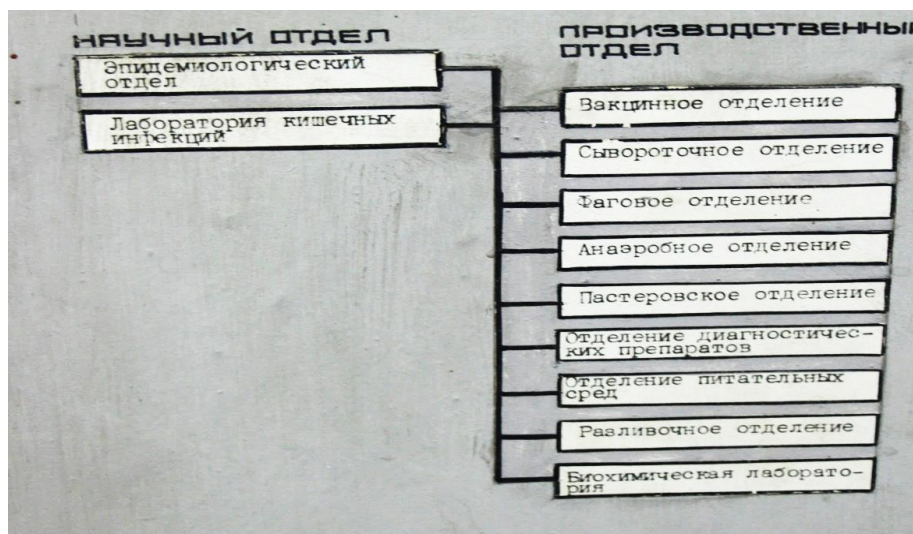 НАУЧНЫЙ ОТДЕЛ
Эпидемиологический
отдел
Лаборатория кишечных
инфекций
ПРОИЗВОДСТВЕННЫ
ОТДЕЛ
Вакцинное отделение
Сывороточное отделение
Фаговое отделение
Анаэробное отделение
Пастеровское отделение
Отделение диагностичес-
ких препаратов
Отделение питательных
сред
Разливочное отделение
Биохимическая лаборато-
рия